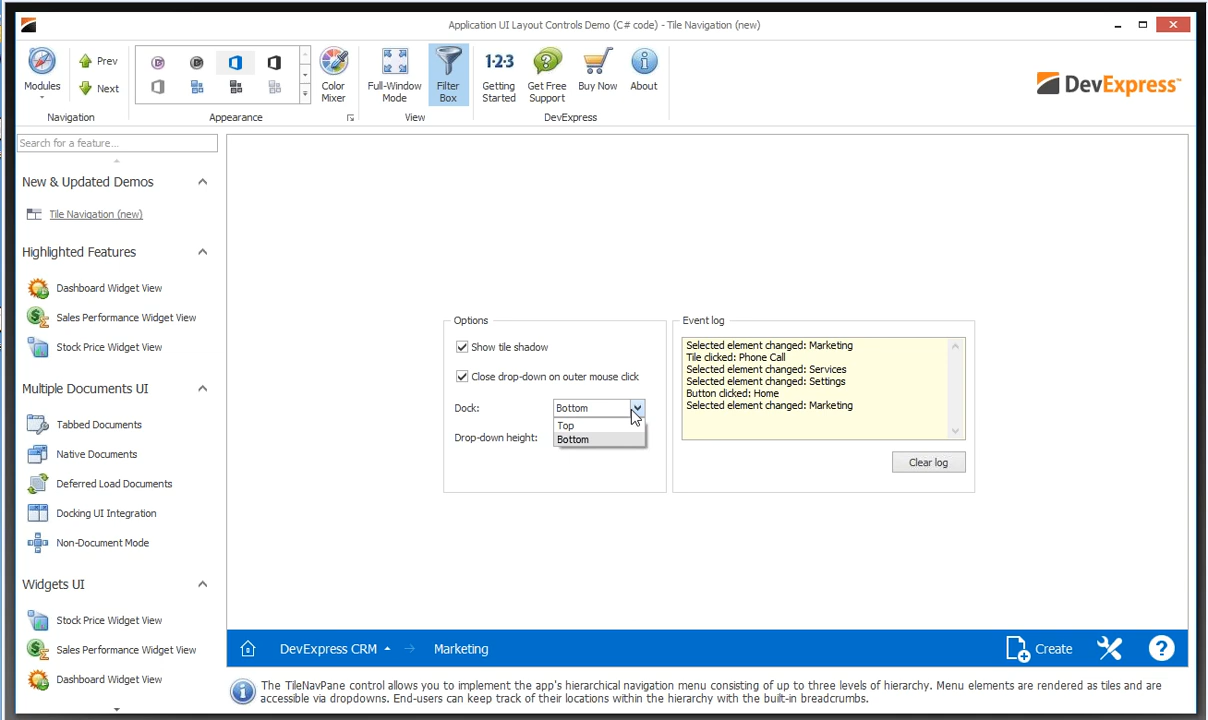 Application UI Layout Controls Demo (C# code) - Tile Navigation (new)
Modules
Prev
Next
Navigation
Appearance
Color
Mixer
Full-Window
Mode
Filter
Box
View
1·2·3
Getting
Started
Get Free
Support
Buy Now
About
DevExpress
DevExpress™
Search for a feature...
New & Updated Demos
Tile Navigation (new)
Highlighted Features
Dashboard Widget View
Sales Performance Widget View
Stock Price Widget View
Multiple Documents UI
Tabbed Documents
Native Documents
Deferred Load Documents
Docking UI Integration
Non-Document Mode
Widgets UI
Stock Price Widget View
Sales Performance Widget View
Dashboard Widget View
Options
Show tile shadow
Close drop-down on outer mouse click
Dock:
Bottom
Top
Bottom
Drop-down height:
Event log
Selected element changed: Marketing
Tile clicked: Phone Call
Selected element changed: Services
Selected element changed: Settings
Button clicked: Home
Selected element changed: Marketing
Clear log
DevExpress CRM
Marketing
Create
The TileNavPane control allows you to implement the app's hierarchical navigation menu consisting of up to three levels of hierarchy. Menu elements are rendered as tiles and are
accessible via dropdowns. End-users can keep track of their locations within the hierarchy with the built-in breadcrumbs.